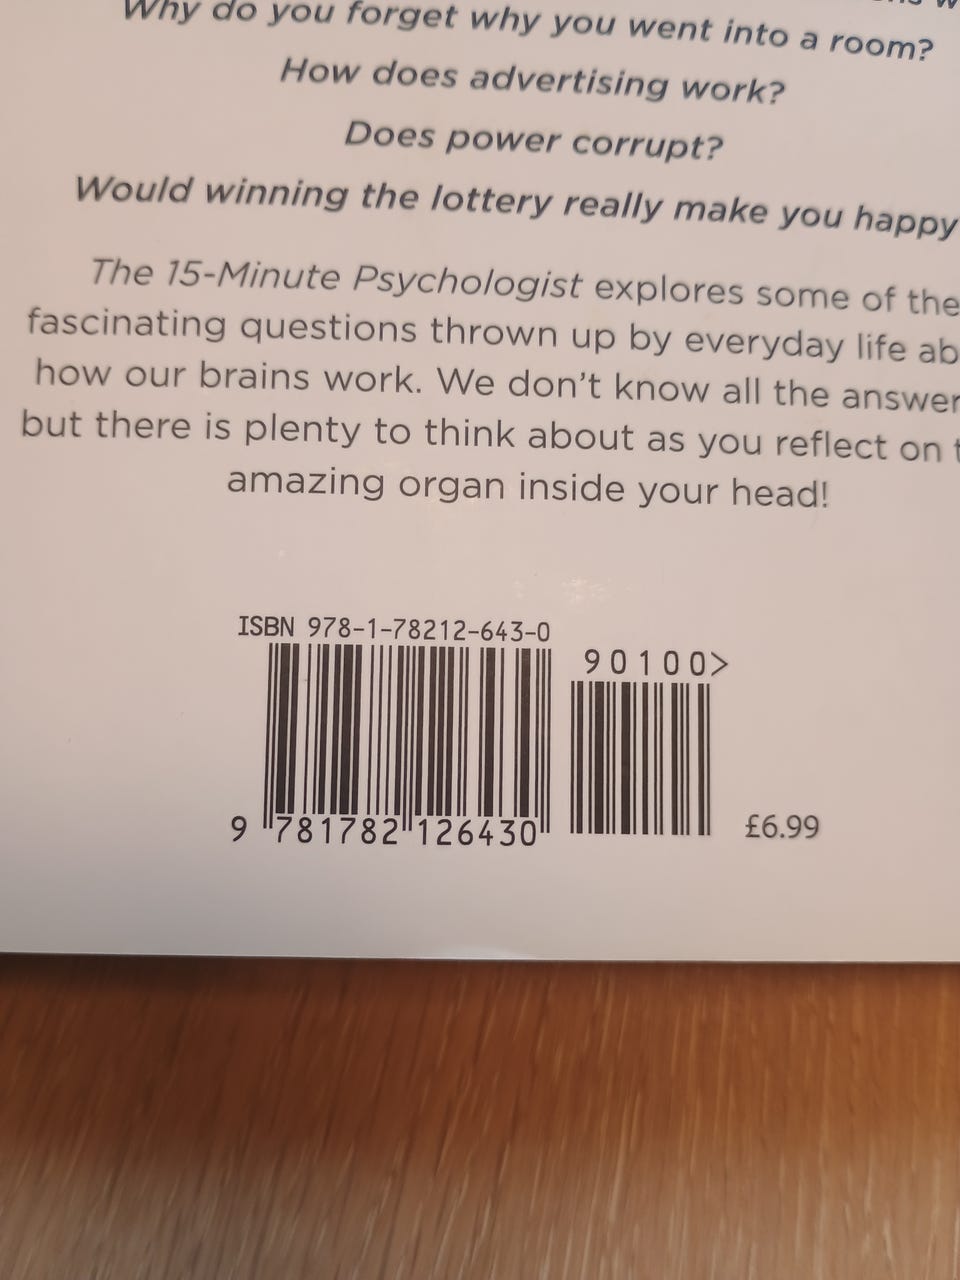 Why do you forget why you went into a room?
How does advertising work?
Does power corrupt?
Would winning the lottery really make you happy
The 15-Minute Psychologist explores some of the
fascinating questions thrown up by everyday life ab
how our brains work. We don't know all the answer
but there is plenty to think about as you reflect on t
amazing organ inside your head!
ISBN 978-1-78212-643-0
90100>
9 781782 126430
£6.99